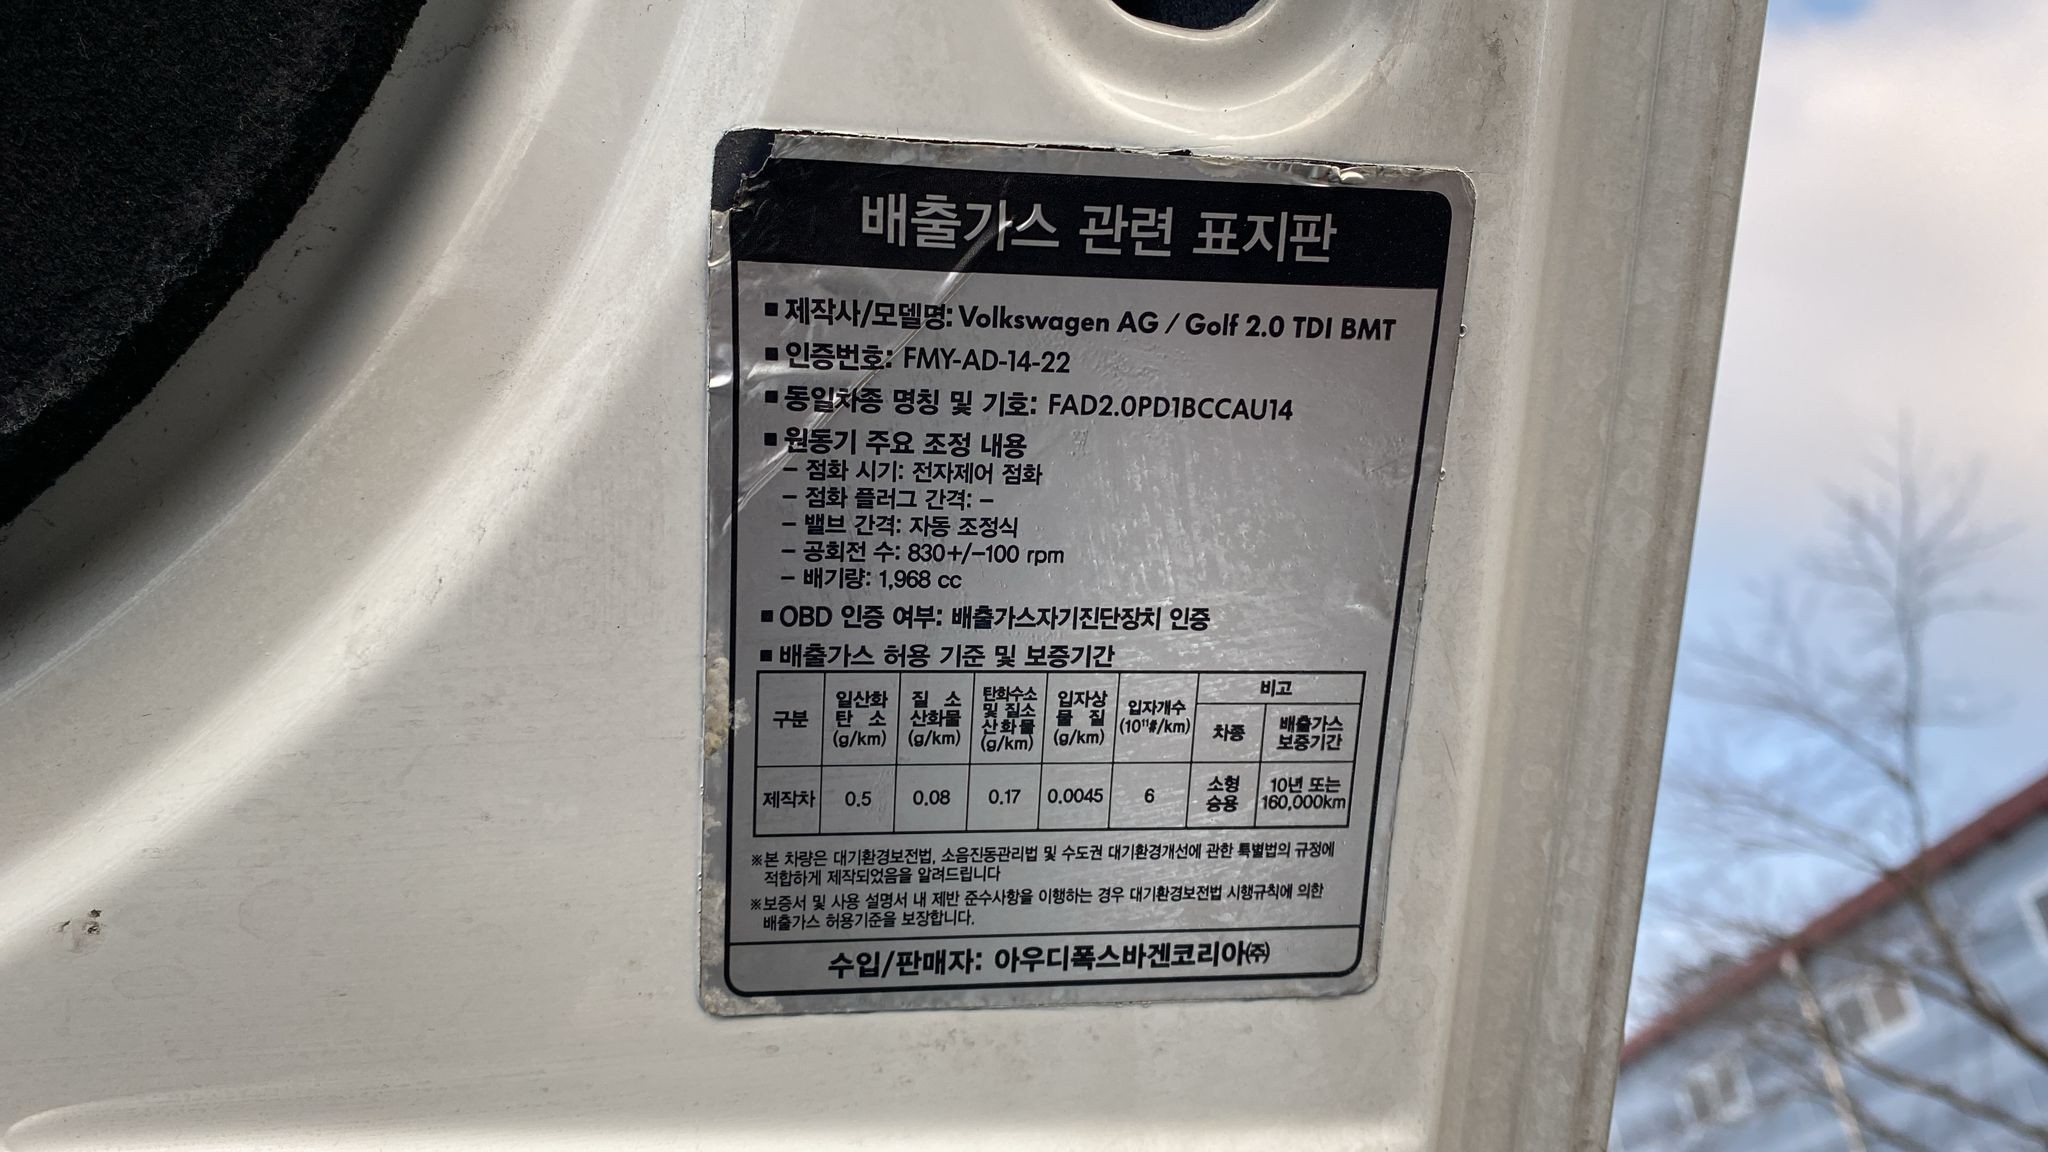 배출가스 관련 표지판
■ 제작사/모델명: Volkswagen AG / Golf 2.0 TDI BMT
■ 인증번호: FMY-AD-14-22
■ 동일차종 명칭 및 기호: FAD2.0PD1BCCAU14
■ 원동기 주요 조정 내용
– 점화 시기: 전자제어 점화
– 점화 플러그 간격: –
– 밸브 간격: 자동 조정식
– 공회전 수: 830+/–100 rpm
– 배기량: 1,968 cc
■ OBD 인증 여부: 배출가스자기진단장치 인증
■ 배출가스 허용 기준 및 보증기간
구분
일산화
탄 소
(g/km)
질 소
산화물
(g/km)
탄화수소
및 질소
산화물
(g/km)
입자상
물 질
(g/km)
입자개수
(10¹¹#/km)
비고
차종
배출가스
보증기간
제작차
0.5
0.08
0.17
0.0045
6
소형
승용
10년 또는
160,000km
※본 차량은 대기환경보전법, 소음진동관리법 및 수도권 대기환경개선에 관한 특별법의 규정에
적합하게 제작되었음을 알려드립니다
※보증서 및 사용 설명서 내 제반 준수사항을 이행하는 경우 대기환경보전법 시행규칙에 의한
배출가스 허용기준을 보장합니다.
수입/판매자: 아우디폭스바겐코리아㈜